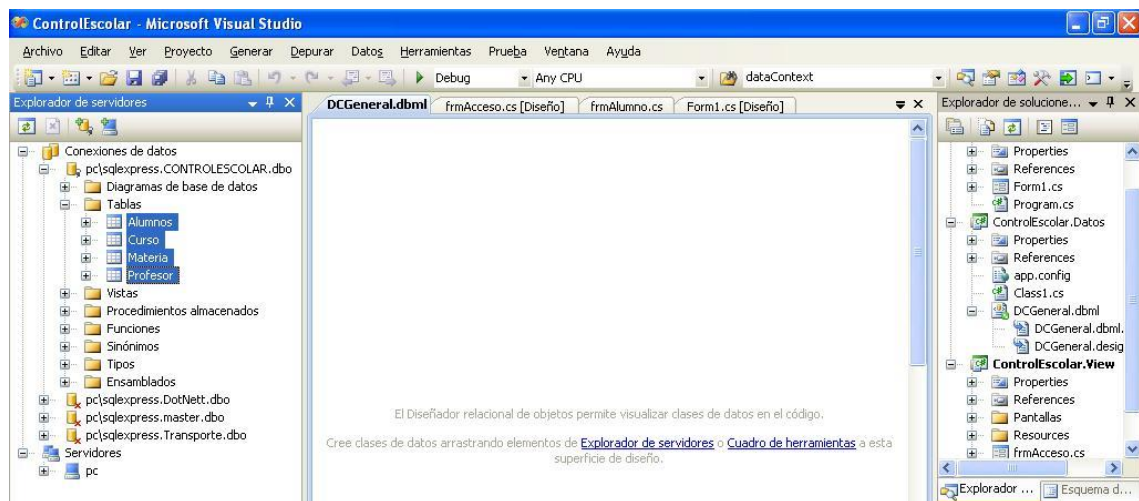 ControlEscolar - Microsoft Visual Studio
Archivo Editar Ver Proyecto Generar Depurar Datos Herramientas Prueba Ventana Ayuda
Debug Any CPU dataContext
Explorador de servidores
DCGeneral.dbml frmAcceso.cs [Diseño] frmAlumno.cs Form1.cs [Diseño]
Explorador de solucione...
Conexiones de datos
pc\sqlexpress.CONTROLESCOLAR.dbo
Diagramas de base de datos
Tablas
Alumnos
Curso
Materia
Profesor
Vistas
Procedimientos almacenados
Funciones
Sinónimos
Tipos
Ensamblados
pc\sqlexpress.DotNett.dbo
pc\sqlexpress.master.dbo
pc\sqlexpress.Transporte.dbo
Servidores
pc
El Diseñador relacional de objetos permite visualizar clases de datos en el código.
Cree clases de datos arrastrando elementos de Explorador de servidores o Cuadro de herramientas a esta
superficie de diseño.
Properties
References
Form1.cs
Program.cs
ControlEscolar.Datos
Properties
References
app.config
Class1.cs
DCGeneral.dbml
DCGeneral.dbml.
DCGeneral.desig
ControlEscolar.View
Properties
References
Pantallas
Resources
frmAcceso.cs
Explorador ... Esquema d...